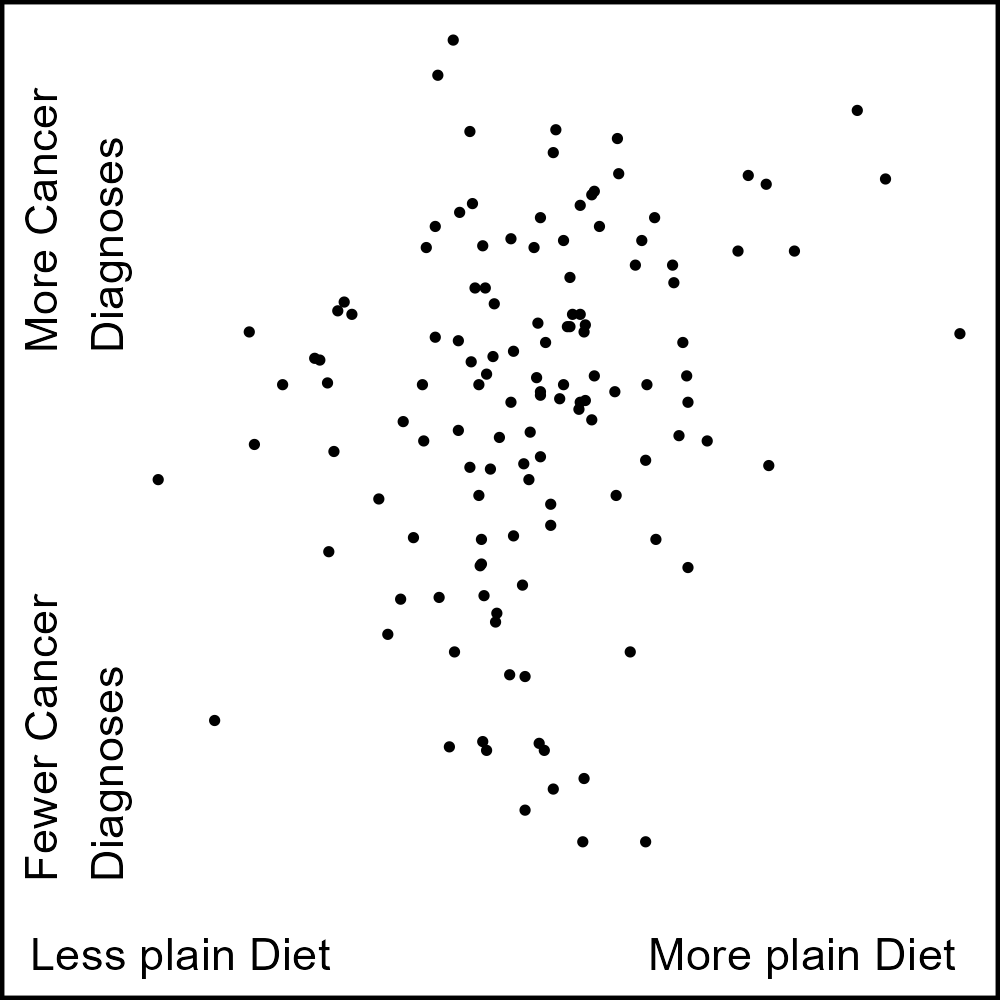 More Cancer
Diagnoses
Fewer Cancer
Diagnoses
Less plain Diet
More plain Diet